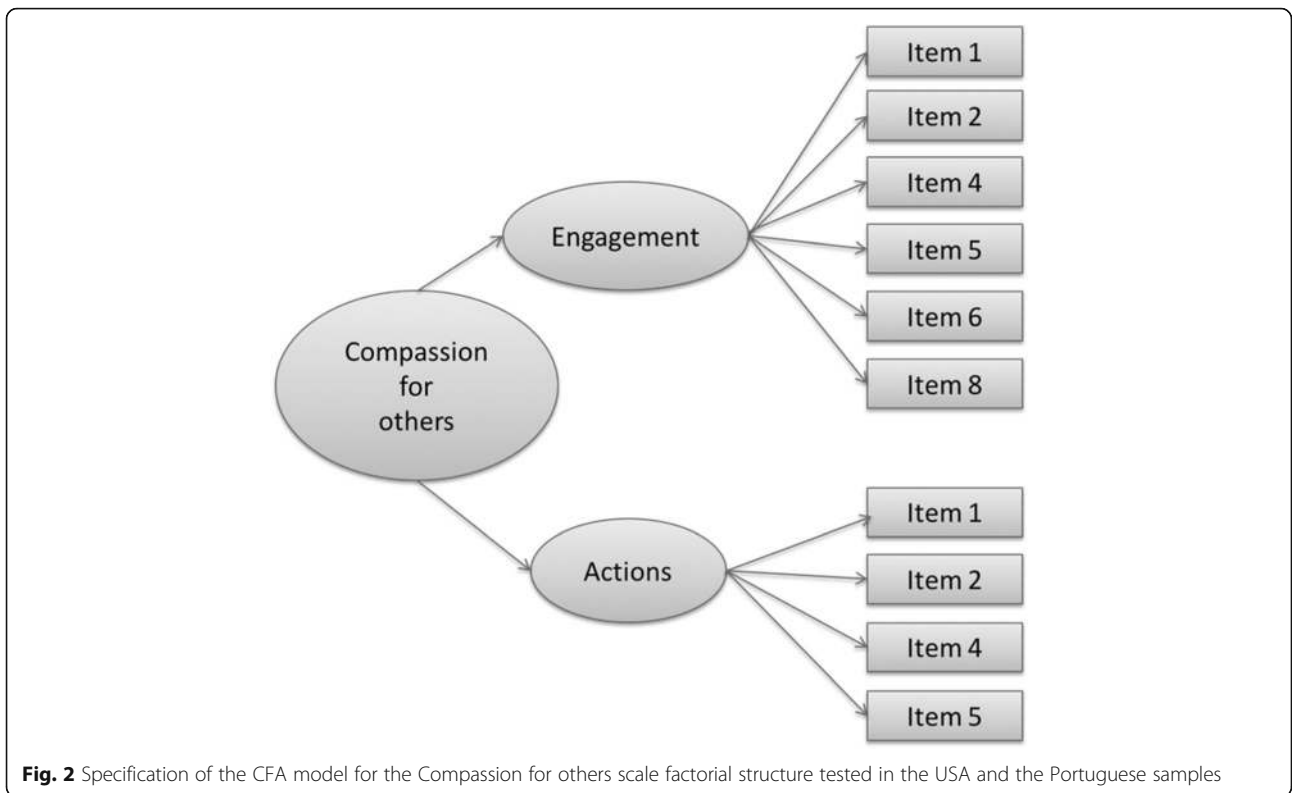 Item 1
Item 2
Item 4
Item 5
Item 6
Item 8
Engagement
Compassion
for
others
Actions
Item 1
Item 2
Item 4
Item 5
Fig. 2 Specification of the CFA model for the Compassion for others scale factorial structure tested in the USA and the Portuguese samples